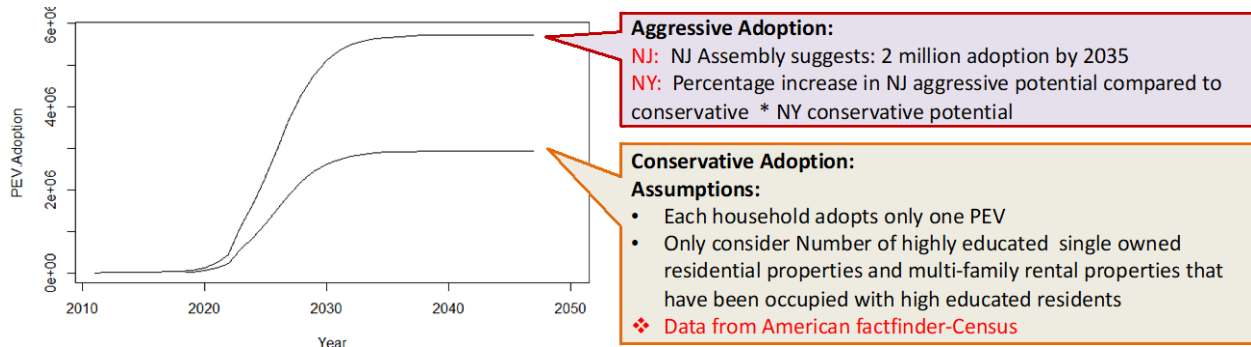 PEV.Adoption
6e+06
4e+06
2e+06
0e+00
2010 2020 2030 2040 2050
Year
Aggressive Adoption:
NJ: NJ Assembly suggests: 2 million adoption by 2035
NY: Percentage increase in NJ aggressive potential compared to
conservative * NY conservative potential
Conservative Adoption:
Assumptions:
• Each household adopts only one PEV
• Only consider Number of highly educated single owned
residential properties and multi-family rental properties that
have been occupied with high educated residents
❖ Data from American factfinder-Census